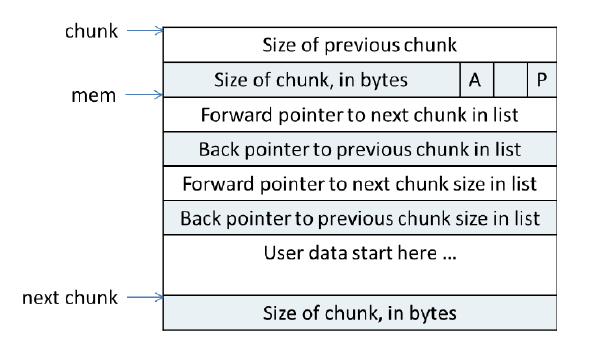 chunk
Size of previous chunk
Size of chunk, in bytes A P
mem
Forward pointer to next chunk in list
Back pointer to previous chunk in list
Forward pointer to next chunk size in list
Back pointer to previous chunk size in list
User data start here ...
next chunk
Size of chunk, in bytes